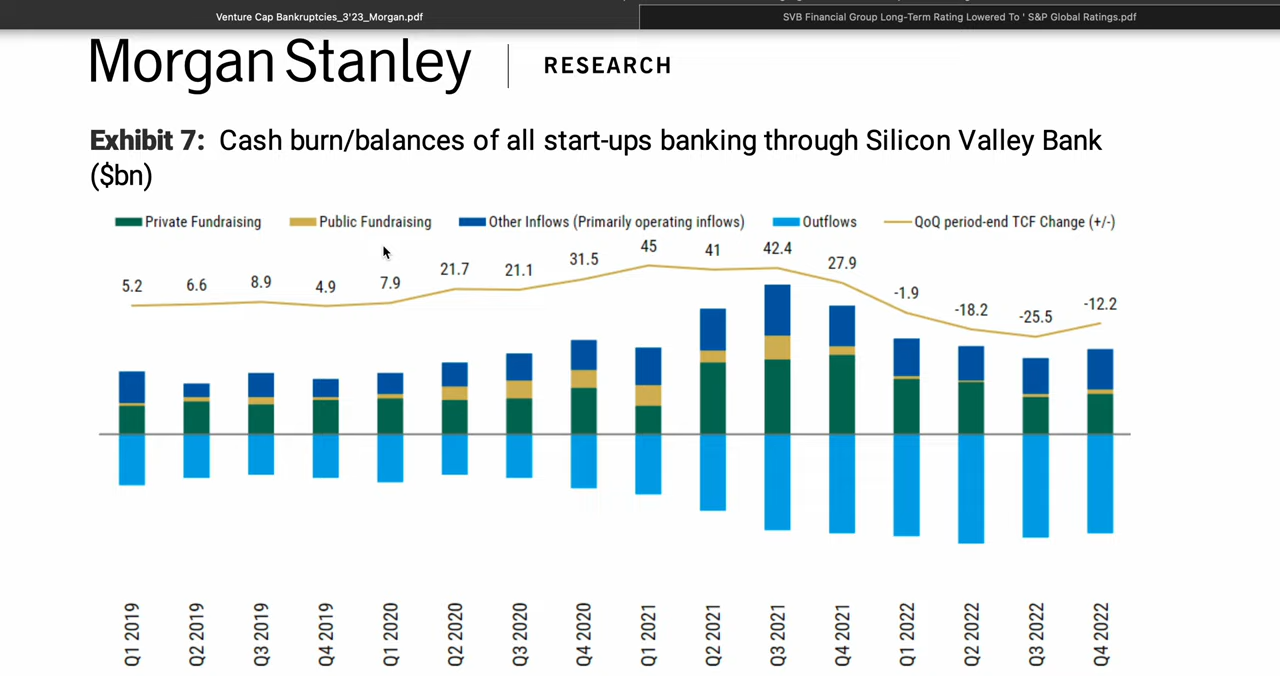 Venture Cap Bankruptcies_3'23_Morgan.pdf
SVB Financial Group Long-Term Rating Lowered To ' S&P Global Ratings.pdf
Morgan Stanley | RESEARCH
Exhibit 7: Cash burn/balances of all start-ups banking through Silicon Valley Bank
($bn)
Private Fundraising Public Fundraising Other Inflows (Primarily operating inflows) Outflows QoQ period-end TCF Change (+/-)
5.2 6.6 8.9 4.9 7.9 21.7 21.1 31.5 45 41 42.4 27.9 -1.9 -18.2 -25.5 -12.2
Q1 2019
Q2 2019
Q3 2019
Q4 2019
Q1 2020
Q2 2020
Q3 2020
Q4 2020
Q1 2021
Q2 2021
Q3 2021
Q4 2021
Q1 2022
Q2 2022
Q3 2022
Q4 2022